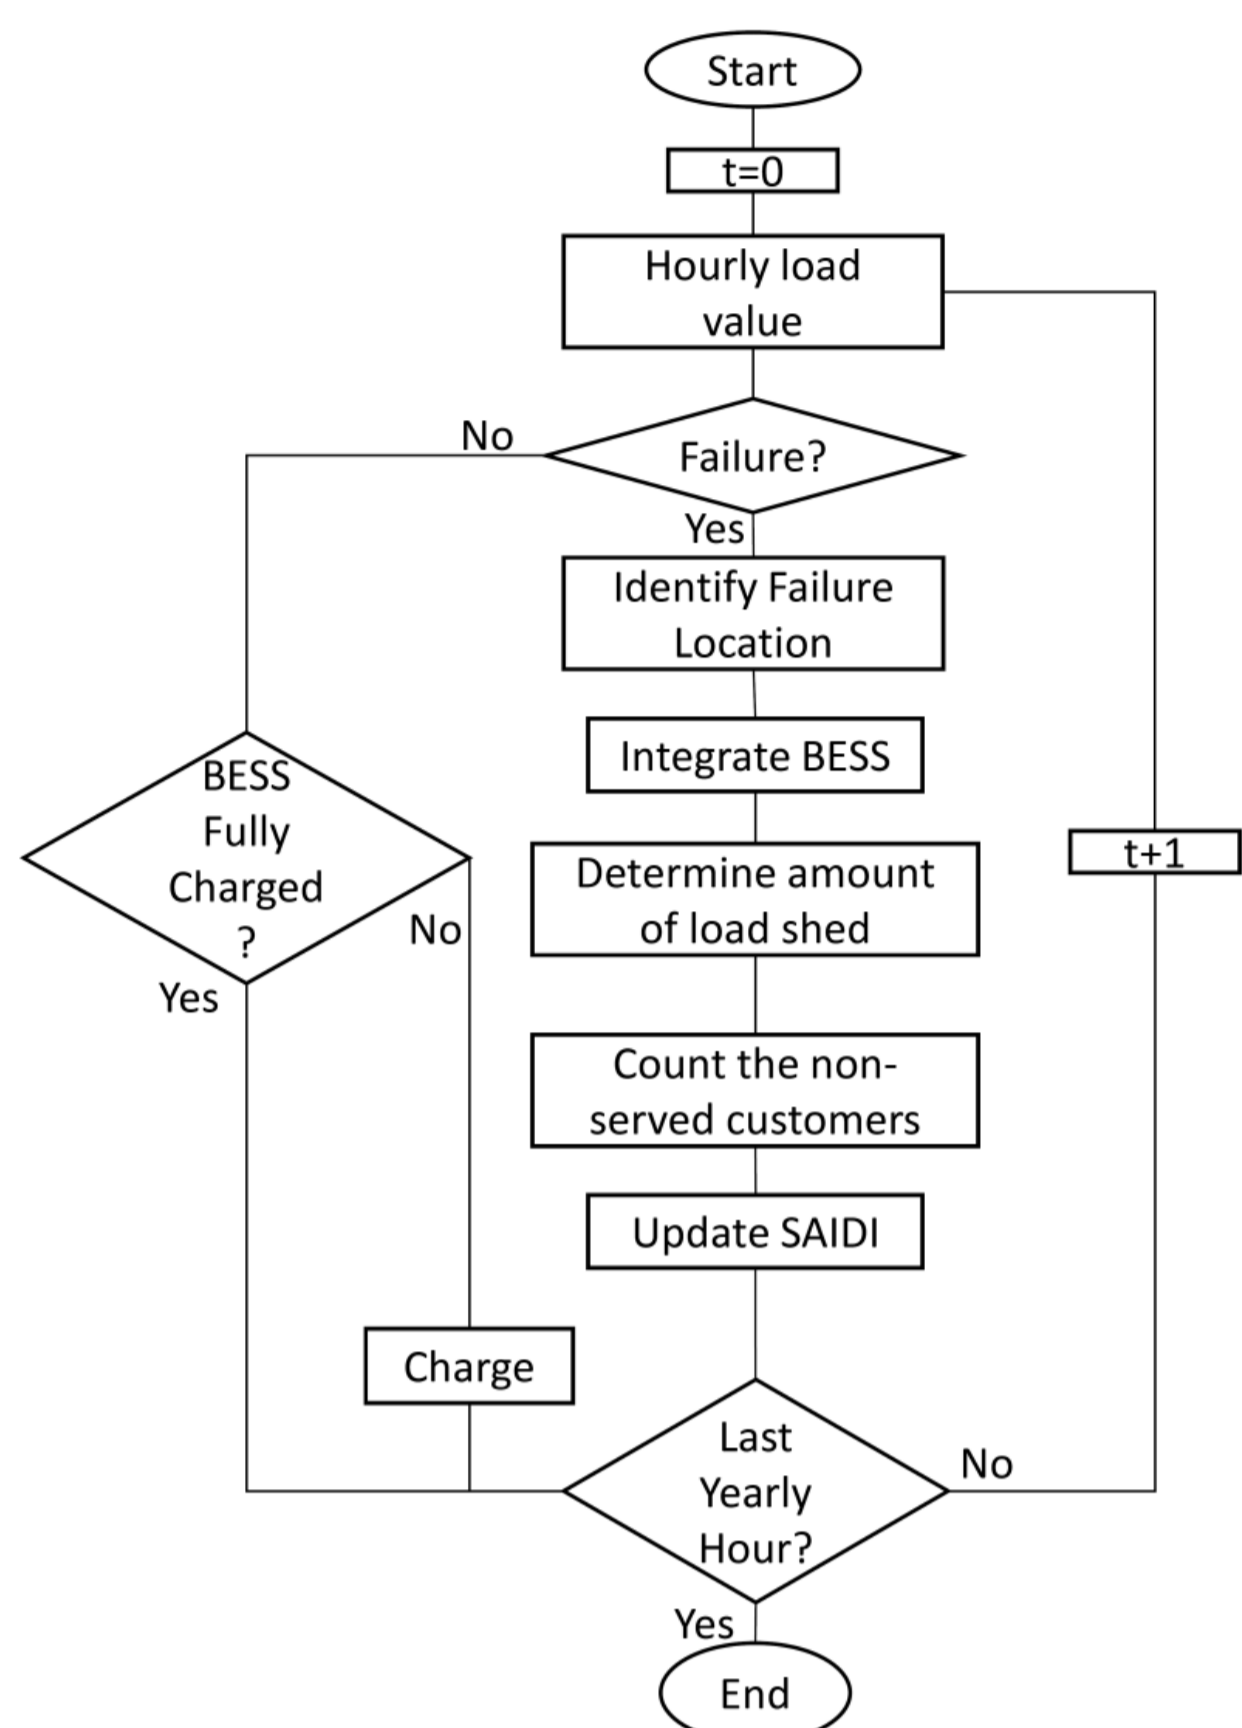 Start
t=0
Hourly load
value
No
Failure?
Yes
Identify Failure
Location
Integrate BESS
BESS
Fully
Charged
?
No
Yes
Determine amount
of load shed
t+1
Count the non-
served customers
Update SAIDI
Charge
Last
Yearly
Hour?
No
Yes
End